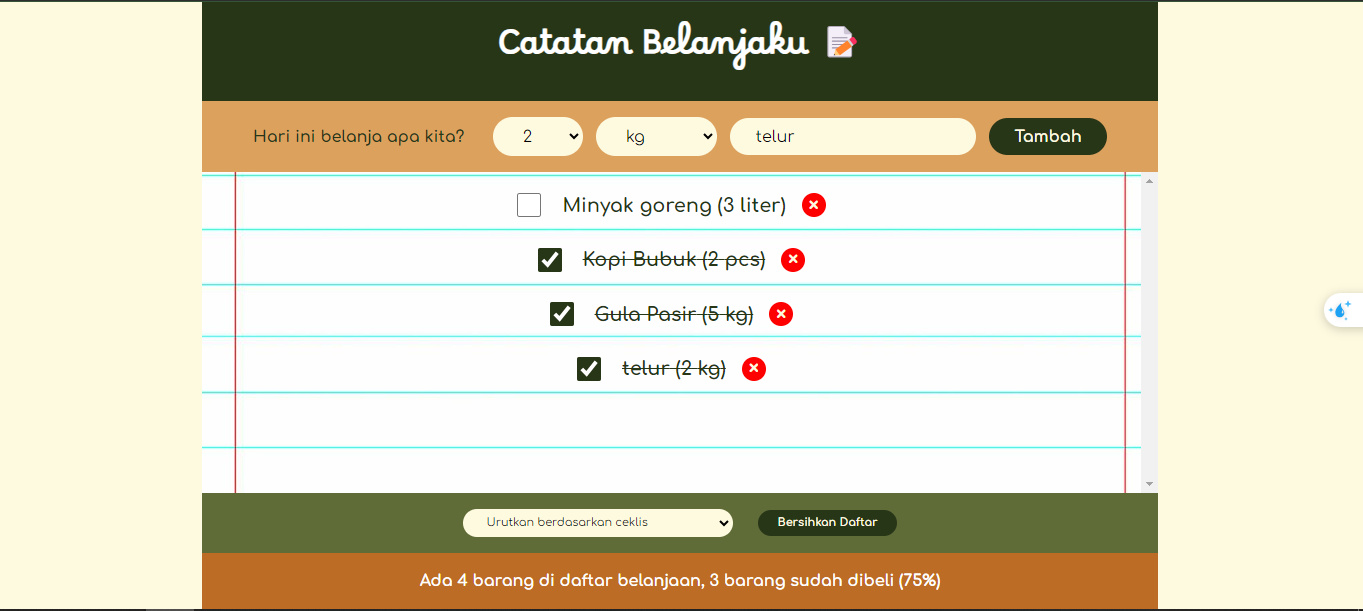 Catatan Belanjaku 📝
Hari ini belanja apa kita? 2 kg telur Tambah
Minyak goreng (3 liter)
Kopi Bubuk (2 pcs)
Gula Pasir (5 kg)
telur (2 kg)
Urutkan berdasarkan ceklis Bersihkan Daftar
Ada 4 barang di daftar belanjaan, 3 barang sudah dibeli (75%)